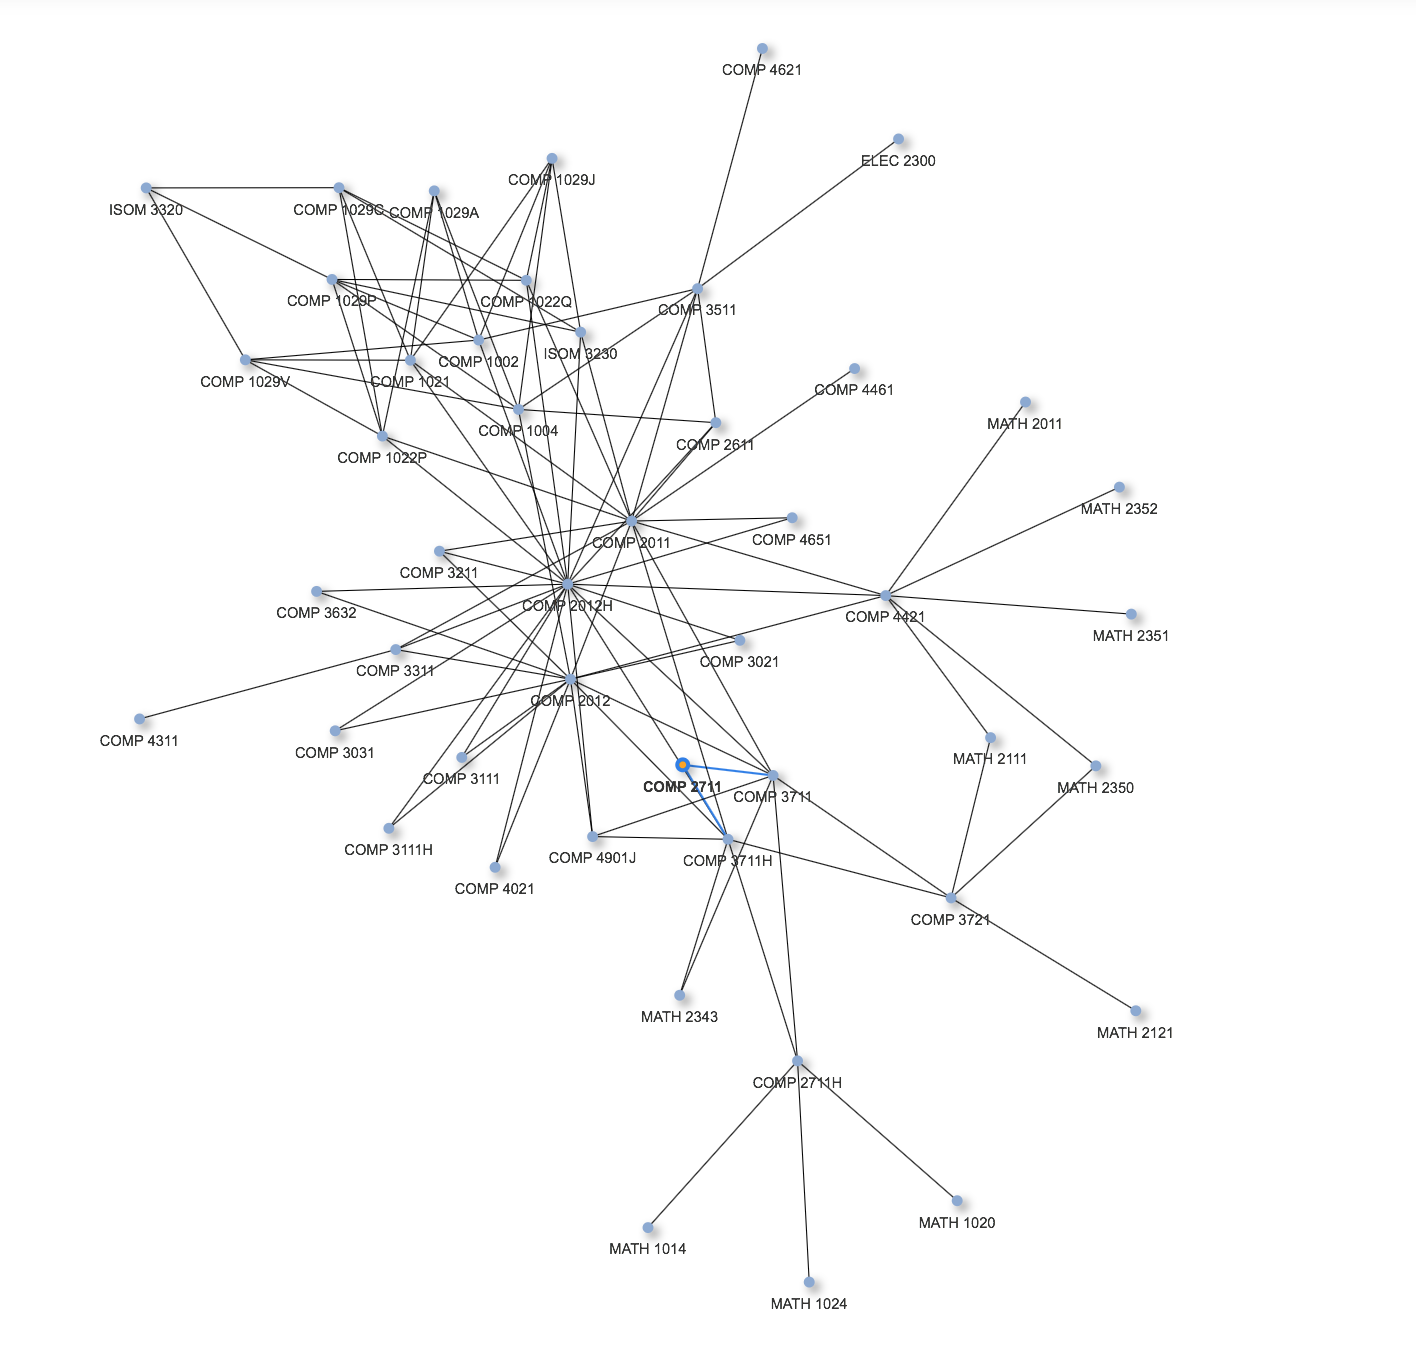 COMP 4621
ELEC 2300
COMP 1029J
ISOM 3320
COMP 1029C
COMP 1029A
COMP 1029P
COMP 1022Q
COMP 3511
COMP 1002
ISOM 3230
COMP 1029V
COMP 1021
COMP 4461
MATH 2011
COMP 1004
COMP 2611
COMP 1022P
MATH 2352
COMP 2011
COMP 4651
COMP 3211
COMP 2012H
COMP 3632
COMP 4421
MATH 2351
COMP 3311
COMP 3021
COMP 2012
COMP 4311
COMP 3031
MATH 2111
COMP 3111
COMP 2711
COMP 3711
MATH 2350
COMP 3111H
COMP 4901J
COMP 3711H
COMP 4021
COMP 3721
MATH 2343
MATH 2121
COMP 2711H
MATH 1020
MATH 1014
MATH 1024